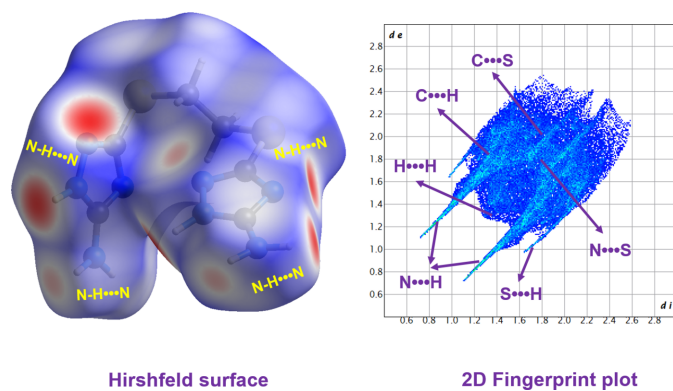 N-H•••N
N-H•••N
N-H•••N
N-H•••N
Hirshfeld surface
d e
2.8
2.6
2.4
2.2
2.0
1.8
1.6
1.4
1.2
1.0
0.8
0.6
C•••S
C•••H
H•••H
N•••S
N•••H
S•••H
d i
0.6 0.8 1.0 1.2 1.4 1.6 1.8 2.0 2.2 2.4 2.6 2.8
2D Fingerprint plot